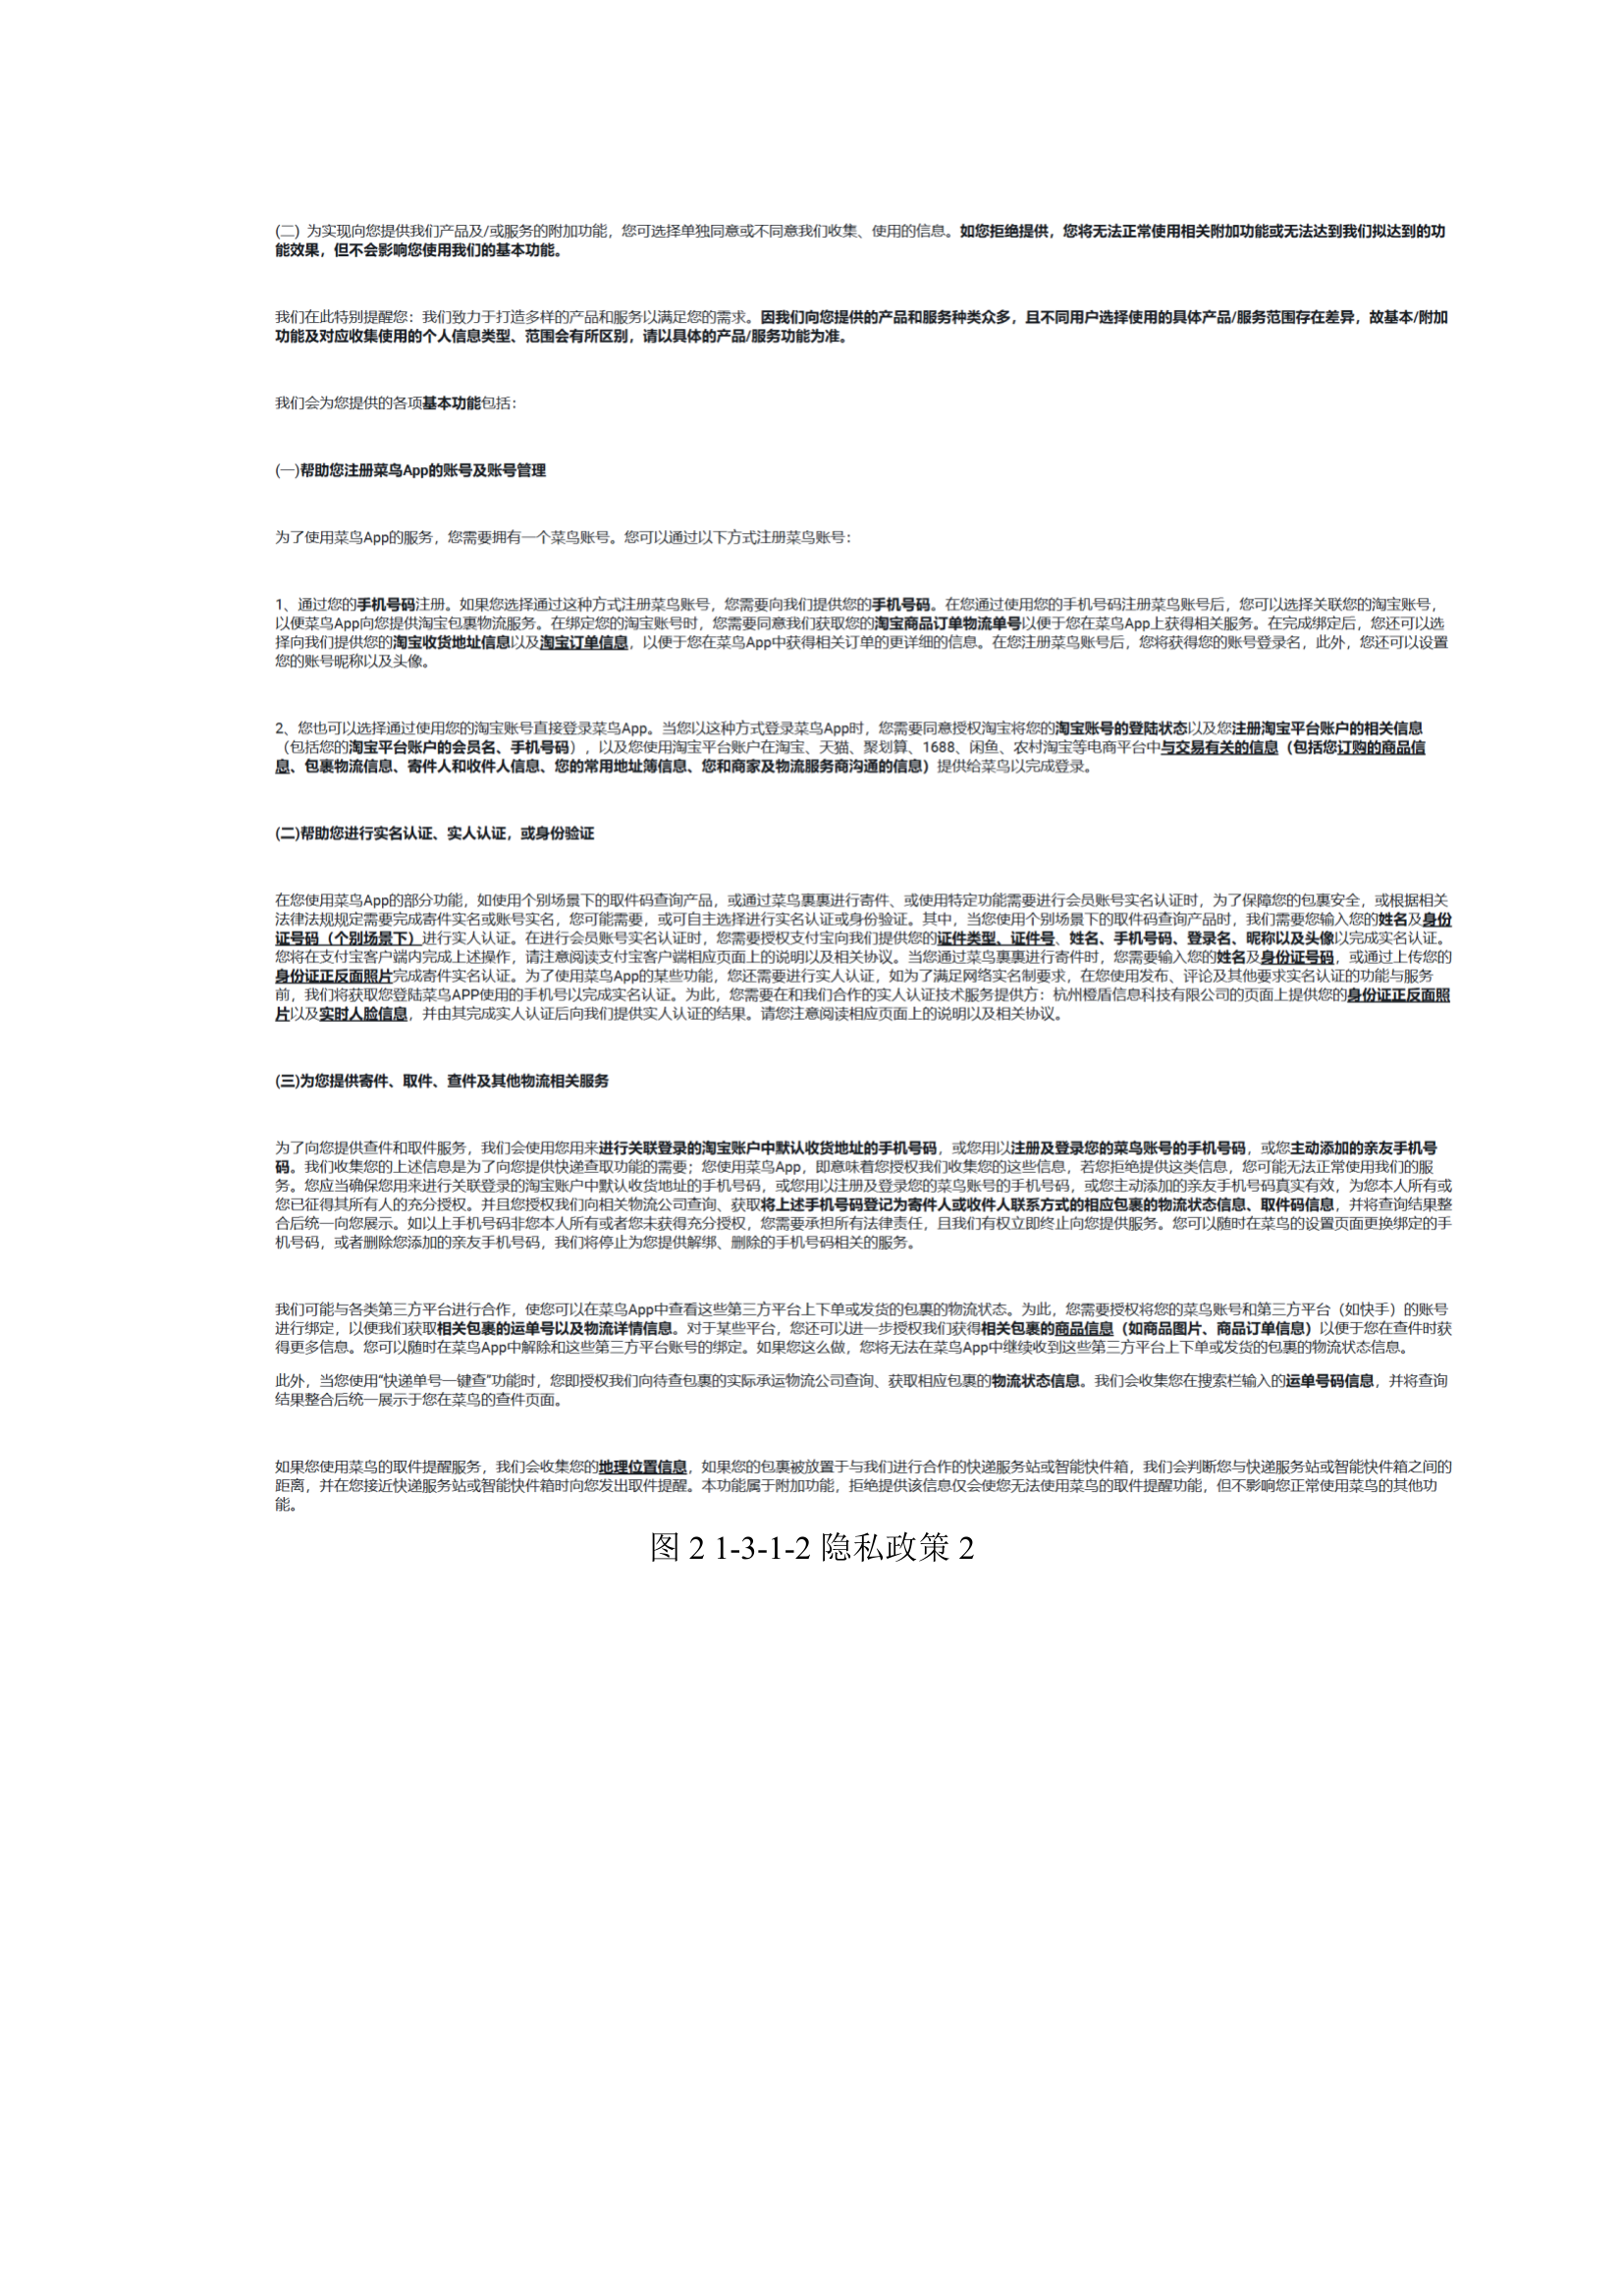 (二) 为实现向您提供我们产品及/或服务的附加功能，您可选择单独同意或不同意我们收集、使用的信息。如您拒绝提供，您将无法正常使用相关附加功能或无法达到我们拟达到的功
能效果，但不会影响您使用我们的基本功能。
我们在此特别提醒您：我们致力于打造多样的产品和服务以满足您的需求。因我们向您提供的产品和服务种类众多，且不同用户选择使用的具体产品/服务范围存在差异，故基本/附加
功能及对应收集使用的个人信息类型、范围会有所区别，请以具体的产品/服务功能为准。
我们会为您提供的各项基本功能包括：
(一)帮助您注册菜鸟App的账号及账号管理
为了使用菜鸟App的服务，您需要拥有一个菜鸟账号。您可以通过以下方式注册菜鸟账号：
1、通过您的手机号码注册。如果您选择通过这种方式注册菜鸟账号，您需要向我们提供您的手机号码。在您通过使用您的手机号码注册菜鸟账号后，您可以选择关联您的淘宝账号，
以便菜鸟App向您提供淘宝包裹物流服务。在绑定您的淘宝账号时，您需要同意我们获取您的淘宝商品订单物流单号以便于您在菜鸟App上获得相关服务。在完成绑定后，您还可以选
择向我们提供您的淘宝收货地址信息以及淘宝订单信息，以便于您在菜鸟App中获得相关订单的更详细的信息。在您注册菜鸟账号后，您将获得您的账号登录名，此外，您还可以设置
您的账号昵称以及头像。
2、您也可以选择通过使用您的淘宝账号直接登录菜鸟App。当您以这种方式登录菜鸟App时，您需要同意授权淘宝将您的淘宝账号的登陆状态以及您注册淘宝平台账户的相关信息
（包括您的淘宝平台账户的会员名、手机号码），以及您使用淘宝平台账户在淘宝、天猫、聚划算、1688、闲鱼、农村淘宝等电商平台中与交易有关的信息（包括您订购的商品信
息、包裹物流信息、寄件人和收件人信息、您的常用地址簿信息、您和商家及物流服务商沟通的信息）提供给菜鸟以完成登录。
(二)帮助您进行实名认证、实人认证，或身份验证
在您使用菜鸟App的部分功能，如使用个别场景下的取件码查询产品，或通过菜鸟裹裹进行寄件、或使用特定功能需要进行会员账号实名认证时，为了保障您的包裹安全，或根据相关
法律法规规定需要完成寄件实名或账号实名，您可能需要，或可自主选择进行实名认证或身份验证。其中，当您使用个别场景下的取件码查询产品时，我们需要您输入您的姓名及身份
证号码（个别场景下）进行实人认证。在进行会员账号实名认证时，您需要授权支付宝向我们提供您的证件类型、证件号、姓名、手机号码、登录名、昵称以及头像以完成实名认证。
您将在支付宝客户端内完成上述操作，请注意阅读支付宝客户端相应页面上的说明以及相关协议。当您通过菜鸟裹裹进行寄件时，您需要输入您的姓名及身份证号码，或通过上传您的
身份证正反面照片完成寄件实名认证。为了使用菜鸟App的某些功能，您还需要进行实人认证，如为了满足网络实名制要求，在您使用发布、评论及其他要求实名认证的功能与服务
前，我们将获取您登陆菜鸟APP使用的手机号以完成实名认证。为此，您需要在和我们合作的实人认证技术服务提供方：杭州橙盾信息科技有限公司的页面上提供您的身份证正反面照
片以及实时人脸信息，并由其完成实人认证后向我们提供实人认证的结果。请您注意阅读相应页面上的说明以及相关协议。
(三)为您提供寄件、取件、查件及其他物流相关服务
为了向您提供查件和取件服务，我们会使用您用来进行关联登录的淘宝账户中默认收货地址的手机号码，或您用以注册及登录您的菜鸟账号的手机号码，或您主动添加的亲友手机号
码。我们收集您的上述信息是为了向您提供快递查取功能的需要；您使用菜鸟App，即意味着您授权我们收集您的这些信息，若您拒绝提供这类信息，您可能无法正常使用我们的服
务。您应当确保您用来进行关联登录的淘宝账户中默认收货地址的手机号码，或您用以注册及登录您的菜鸟账号的手机号码，或您主动添加的亲友手机号码真实有效，为您本人所有或
您已征得其所有人的充分授权。并且您授权我们向相关物流公司查询、获取将上述手机号码登记为寄件人或收件人联系方式的相应包裹的物流状态信息、取件码信息，并将查询结果整
合后统一向您展示。如以上手机号码非您本人所有或者您未获得充分授权，您需要承担所有法律责任，且我们有权立即终止向您提供服务。您可以随时在菜鸟的设置页面更换绑定的手
机号码，或者删除您添加的亲友手机号码，我们将停止为您提供解绑、删除的手机号码相关的服务。
我们可能与各类第三方平台进行合作，使您可以在菜鸟App中查看这些第三方平台上下单或发货的包裹的物流状态。为此，您需要授权将您的菜鸟账号和第三方平台（如快手）的账号
进行绑定，以便我们获取相关包裹的运单号以及物流详情信息。对于某些平台，您还可以进一步授权我们获得相关包裹的商品信息（如商品图片、商品订单信息）以便于您在查件时获
得更多信息。您可以随时在菜鸟App中解除和这些第三方平台账号的绑定。如果您这么做，您将无法在菜鸟App中继续收到这些第三方平台上下单或发货的包裹的物流状态信息。
此外，当您使用“快递单号一键查”功能时，您即授权我们向待查包裹的实际承运物流公司查询、获取相应包裹的物流状态信息。我们会收集您在搜索栏输入的运单号码信息，并将查询
结果整合后统一展示于您在菜鸟的查件页面。
如果您使用菜鸟的取件提醒服务，我们会收集您的地理位置信息，如果您的包裹被放置于与我们进行合作的快递服务站或智能快件箱，我们会判断您与快递服务站或智能快件箱之间的
距离，并在您接近快递服务站或智能快件箱时向您发出取件提醒。本功能属于附加功能，拒绝提供该信息仅会使您无法使用菜鸟的取件提醒功能，但不影响您正常使用菜鸟的其他功
能。
图 2 1-3-1-2 隐私政策 2